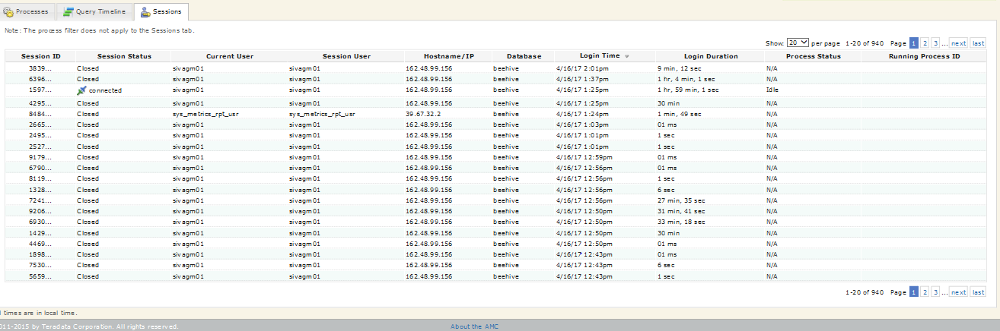 Processes Query Timeline Sessions
Note: The process filter does not apply to the Sessions tab.
Show: 20 per page 1-20 of 940 Page 1 2 3 ... next last
Session ID Session Status Current User Session User Hostname/IP Database Login Time Login Duration Process Status Running Process ID
3839... Closed sivagm01 sivagm01 162.48.99.156 beehive 4/16/17 2:01pm 9 min, 12 sec N/A
6396... Closed sivagm01 sivagm01 162.48.99.156 beehive 4/16/17 1:37pm 1 hr, 4 min, 1 sec N/A
1597... connected sivagm01 sivagm01 162.48.99.156 beehive 4/16/17 1:25pm 1 hr, 59 min, 1 sec Idle
4295... Closed sivagm01 sivagm01 162.48.99.156 beehive 4/16/17 1:25pm 30 min N/A
8484... Closed sys_metrics_rpt_usr sys_metrics_rpt_usr 39.67.32.2 beehive 4/16/17 1:24pm 1 min, 49 sec N/A
2665... Closed sivagm01 sivagm01 162.48.99.156 beehive 4/16/17 1:03pm 01 ms N/A
2495... Closed sivagm01 sivagm01 162.48.99.156 beehive 4/16/17 1:01pm 1 sec N/A
2527... Closed sivagm01 sivagm01 162.48.99.156 beehive 4/16/17 1:01pm 1 sec N/A
9179... Closed sivagm01 sivagm01 162.48.99.156 beehive 4/16/17 12:59pm 01 ms N/A
6790... Closed sivagm01 sivagm01 162.48.99.156 beehive 4/16/17 12:56pm 01 ms N/A
8119... Closed sivagm01 sivagm01 162.48.99.156 beehive 4/16/17 12:56pm 1 sec N/A
1328... Closed sivagm01 sivagm01 162.48.99.156 beehive 4/16/17 12:56pm 6 sec N/A
7241... Closed sivagm01 sivagm01 162.48.99.156 beehive 4/16/17 12:56pm 27 min, 35 sec N/A
9206... Closed sivagm01 sivagm01 162.48.99.156 beehive 4/16/17 12:50pm 31 min, 41 sec N/A
6930... Closed sivagm01 sivagm01 162.48.99.156 beehive 4/16/17 12:50pm 33 min, 18 sec N/A
1429... Closed sivagm01 sivagm01 162.48.99.156 beehive 4/16/17 12:50pm 30 min N/A
4469... Closed sivagm01 sivagm01 162.48.99.156 beehive 4/16/17 12:50pm 01 ms N/A
1898... Closed sivagm01 sivagm01 162.48.99.156 beehive 4/16/17 12:43pm 01 ms N/A
7530... Closed sivagm01 sivagm01 162.48.99.156 beehive 4/16/17 12:43pm 6 sec N/A
5659... Closed sivagm01 sivagm01 162.48.99.156 beehive 4/16/17 12:43pm 1 sec N/A
1-20 of 940 Page 1 2 3 ... next last
l times are in local time.
011-2015 by Teradata Corporation. All rights reserved. About the AMC